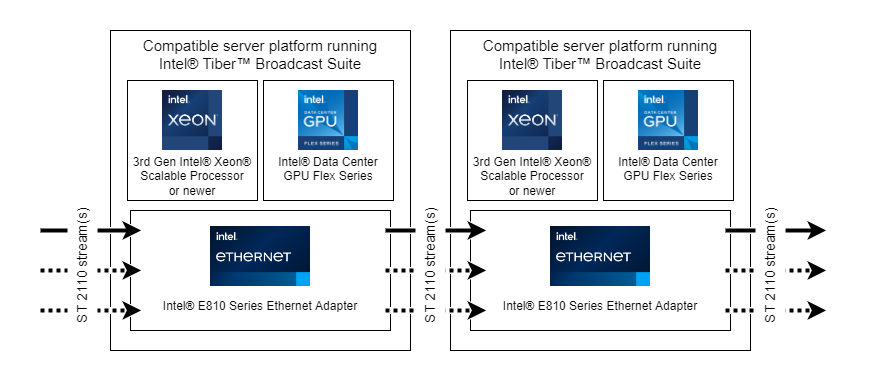 Compatible server platform running
Intel® Tiber™ Broadcast Suite
intel.
xeon
3rd Gen Intel® Xeon®
Scalable Processor
or newer
intel.
DATA CENTER
GPU
FLEX SERIES
Intel® Data Center
GPU Flex Series
ST 2110 stream(s)
intel.
eTHERNET
Intel® E810 Series Ethernet Adapter
ST 2110 stream(s)
Compatible server platform running
Intel® Tiber™ Broadcast Suite
intel.
xeon
3rd Gen Intel® Xeon®
Scalable Processor
or newer
intel.
DATA CENTER
GPU
FLEX SERIES
Intel® Data Center
GPU Flex Series
intel.
eTHERNET
Intel® E810 Series Ethernet Adapter
ST 2110 stream(s)